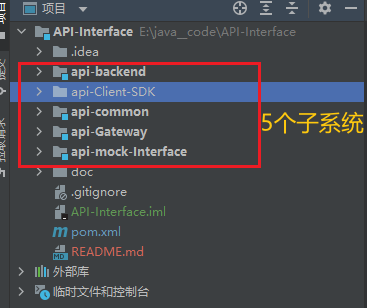 项目
API-Interface E:\java_code\API-Interface
.idea
api-backend
api-Client-SDK
api-common
api-Gateway
api-mock-Interface
5个子系统
doc
.gitignore
API-Interface.iml
pom.xml
README.md
外部库
临时文件和控制台